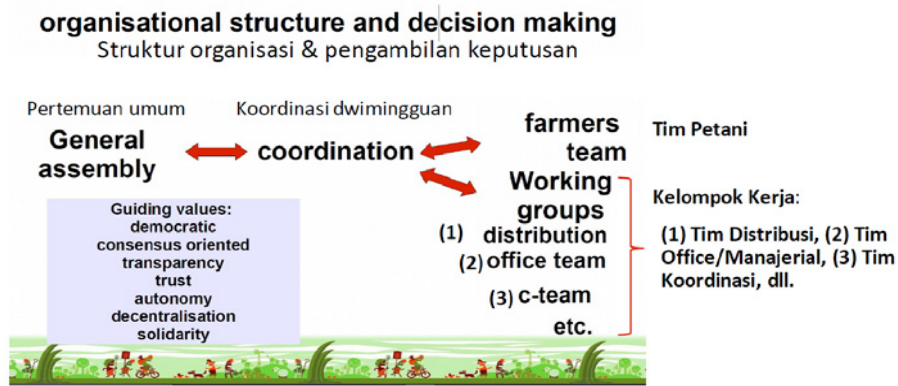 organisational structure and decision making
Struktur organisasi & pengambilan keputusan
Pertemuan umum
General
assembly
Koordinasi dwimingguan
coordination
farmers
team
Tim Petani
Working
groups
(1) distribution
(2) office team
(3) c-team
etc.
Kelompok Kerja:
(1) Tim Distribusi, (2) Tim
Office/Manajerial, (3) Tim
Koordinasi, dll.
Guiding values:
democratic
consensus oriented
transparency
trust
autonomy
decentralisation
solidarity